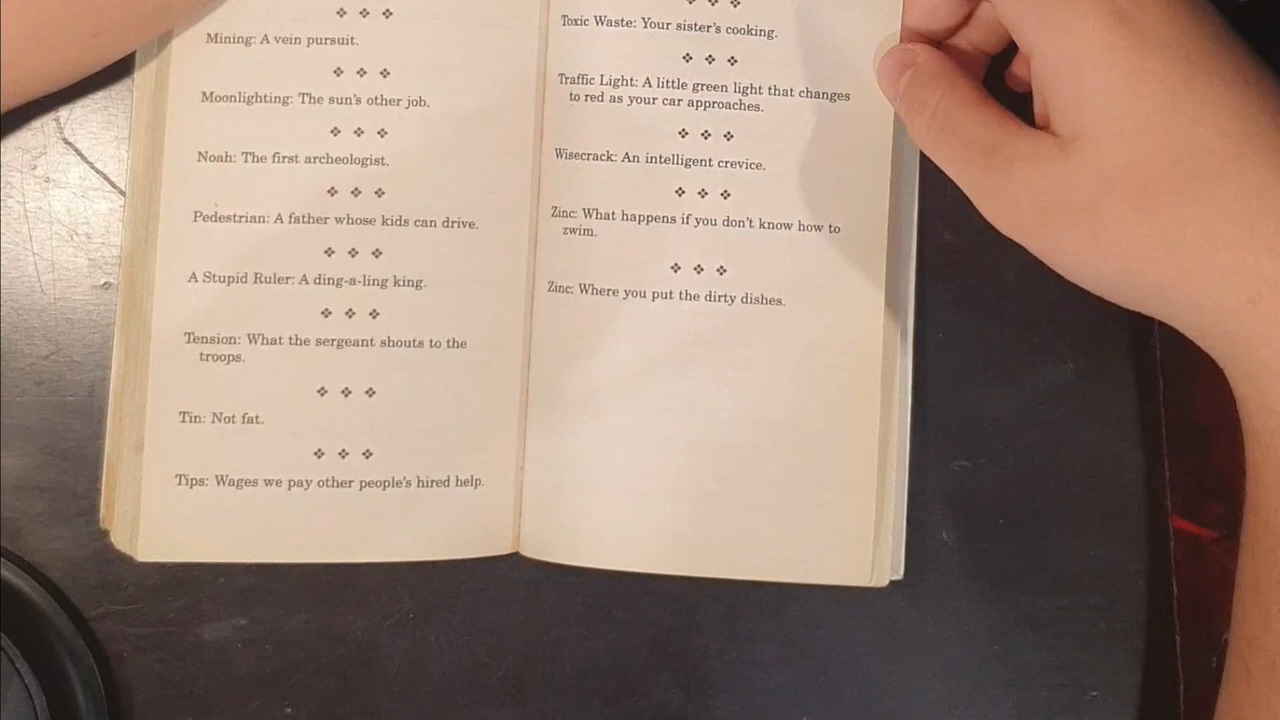 Mining: A vein pursuit.
Moonlighting: The sun's other job.
Noah: The first archeologist.
Pedestrian: A father whose kids can drive.
A Stupid Ruler: A ding-a-ling king.
Tension: What the sergeant shouts to the
troops.
Tin: Not fat.
Tips: Wages we pay other people's hired help.
Toxic Waste: Your sister's cooking.
Traffic Light: A little green light that changes
to red as your car approaches.
Wisecrack: An intelligent crevice.
Zinc: What happens if you don't know how to
zwim.
Zinc: Where you put the dirty dishes.